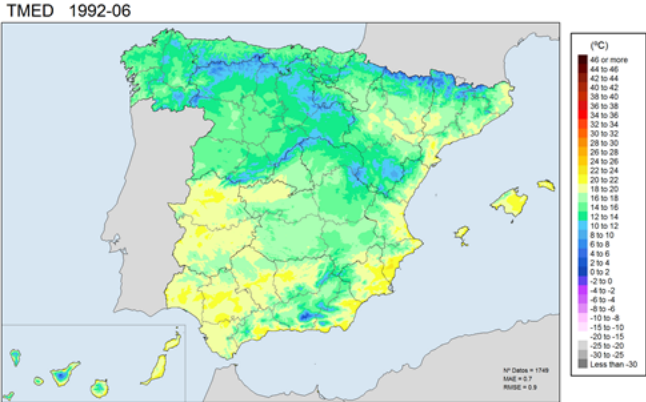 TMED 1992-06
(ºC)
46 or more
44 to 46
42 to 44
40 to 42
38 to 40
36 to 38
34 to 36
32 to 34
30 to 32
28 to 30
26 to 28
24 to 26
22 to 24
20 to 22
18 to 20
16 to 18
14 to 16
12 to 14
10 to 12
8 to 10
6 to 8
4 to 6
2 to 4
0 to 2
-2 to 0
-4 to -2
-6 to -4
-8 to -6
-10 to -8
-15 to -10
-20 to -15
-25 to -20
-30 to -25
Less than -30
Nº Datos = 1749
MAE = 0.7
RMSE = 0.9